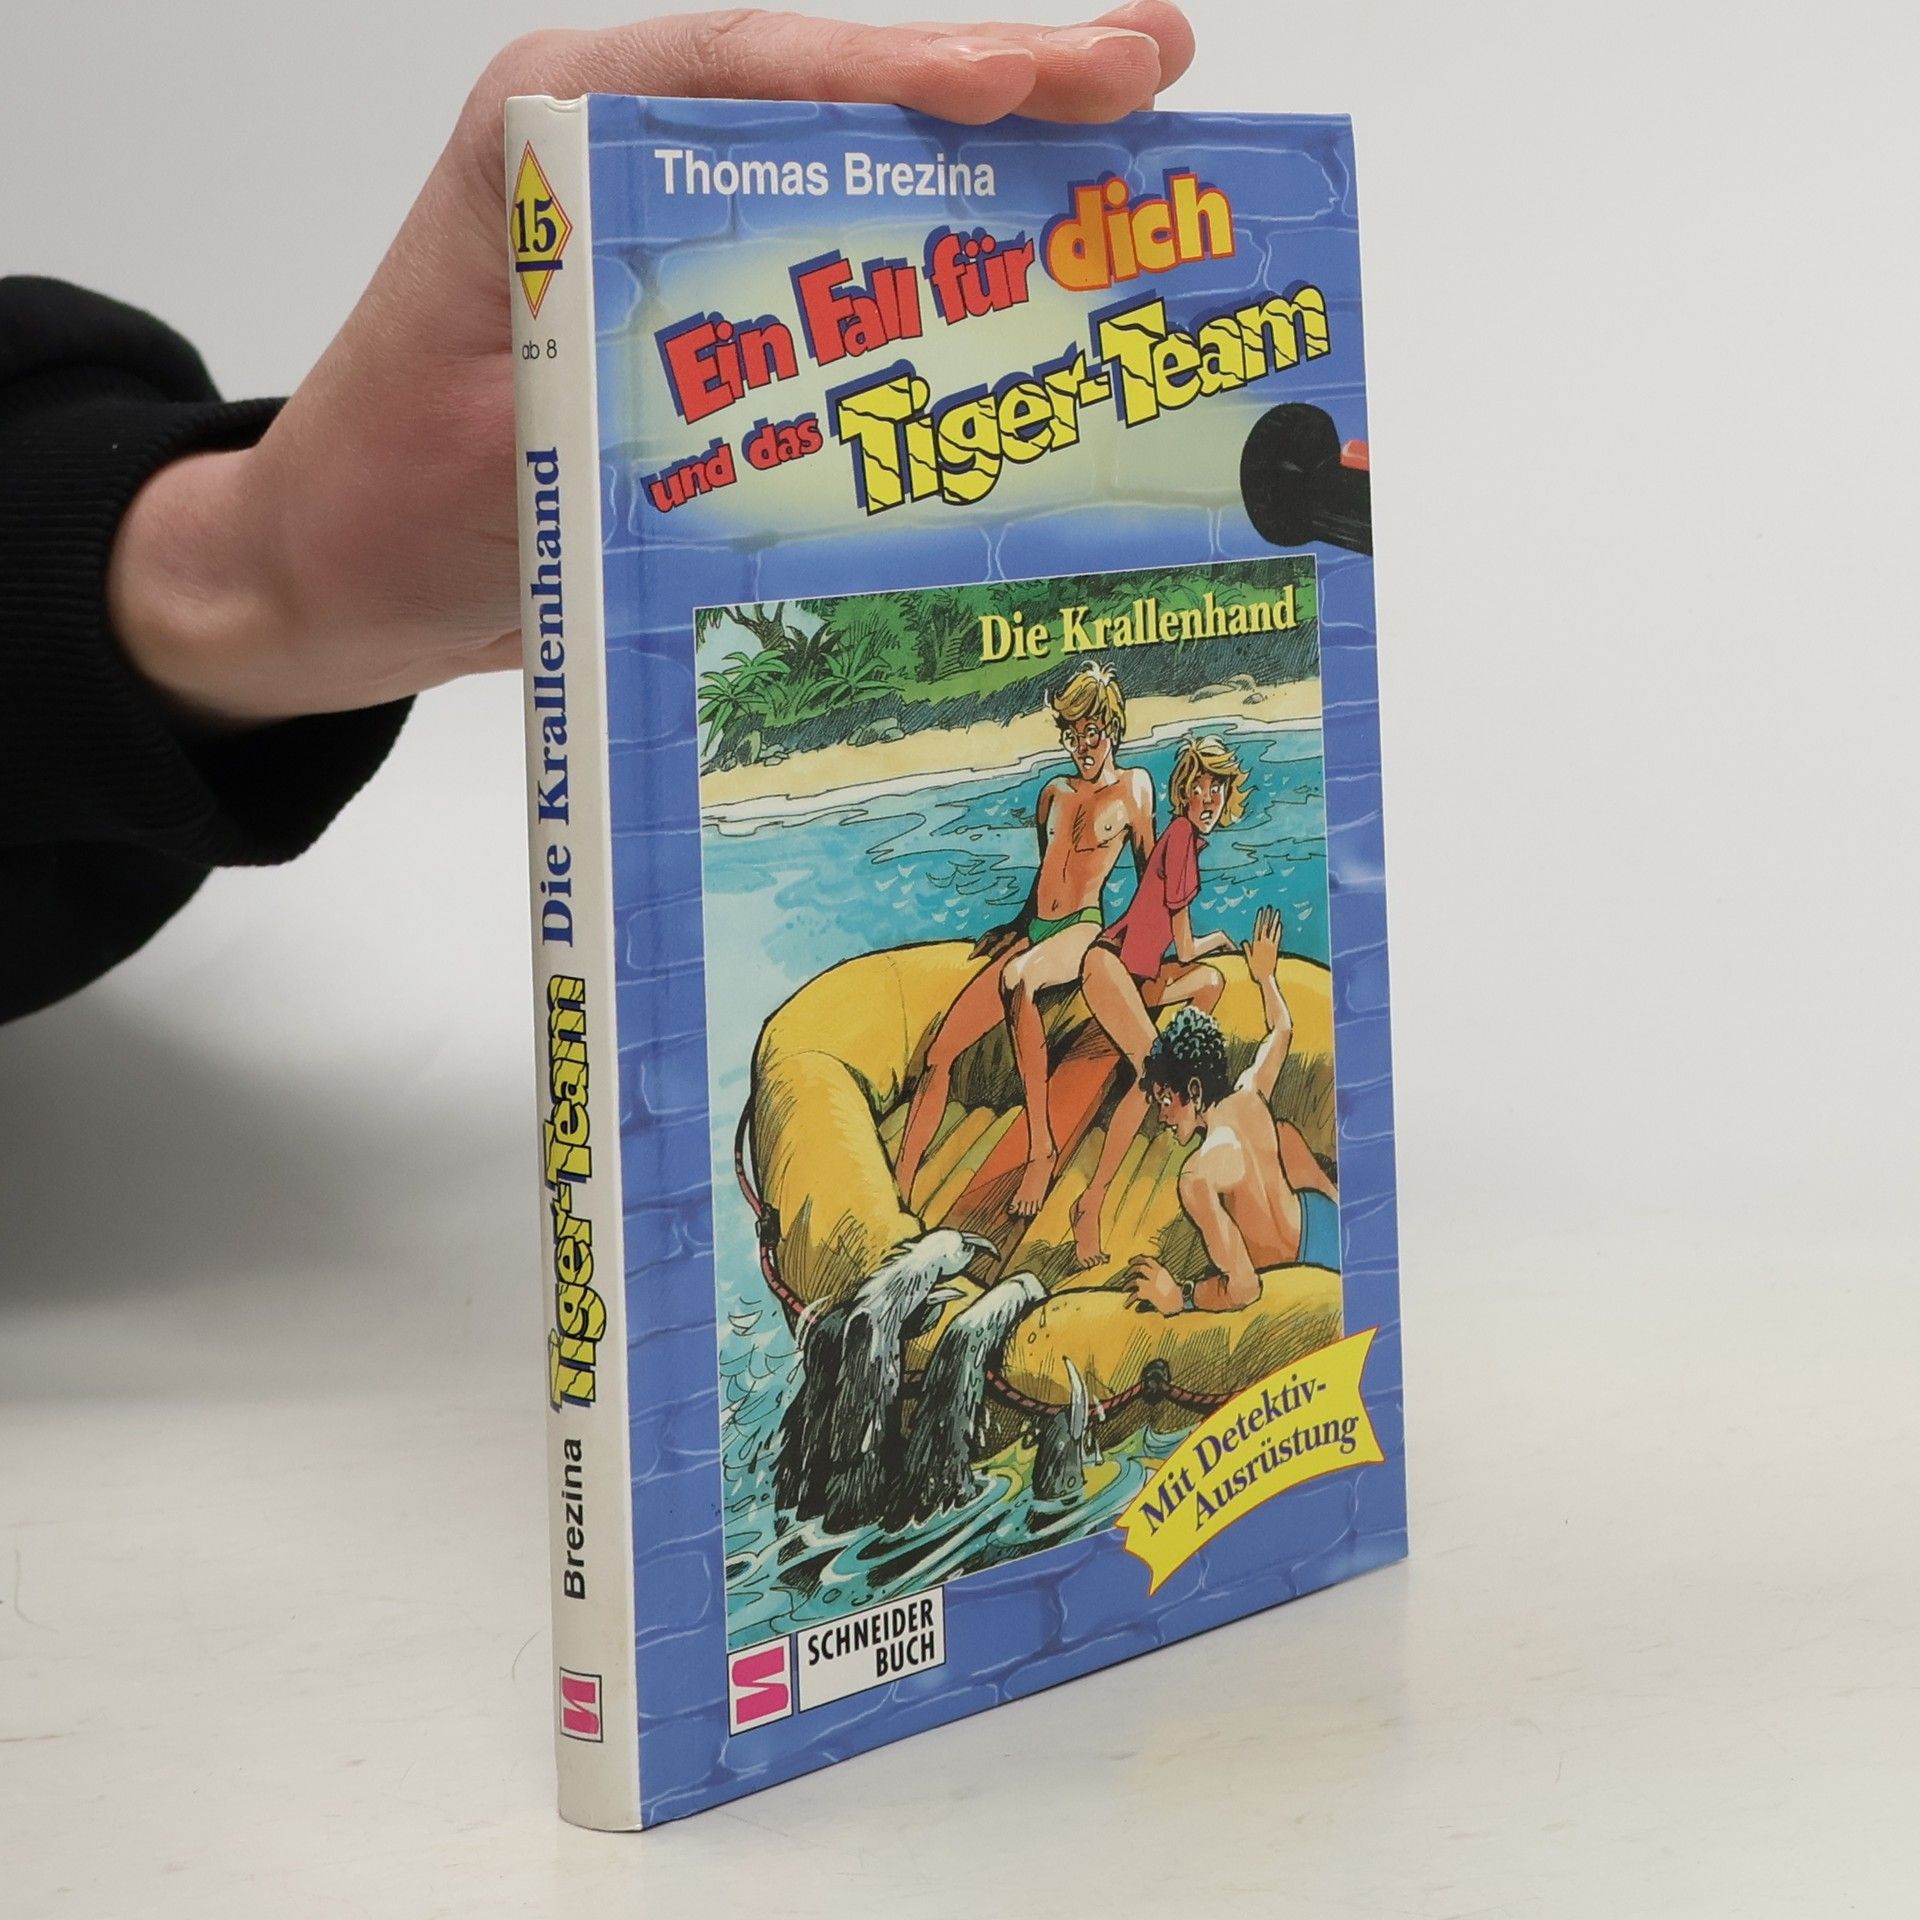 15
ab 8
Die Krallenhand
Tiger-Team
Brezina
Thomas Brezina
Ein Fall für dich
und das Tiger-Team
Die Krallenhand
Mit Detektiv-
Ausrüstung
SCHNEIDER
BUCH